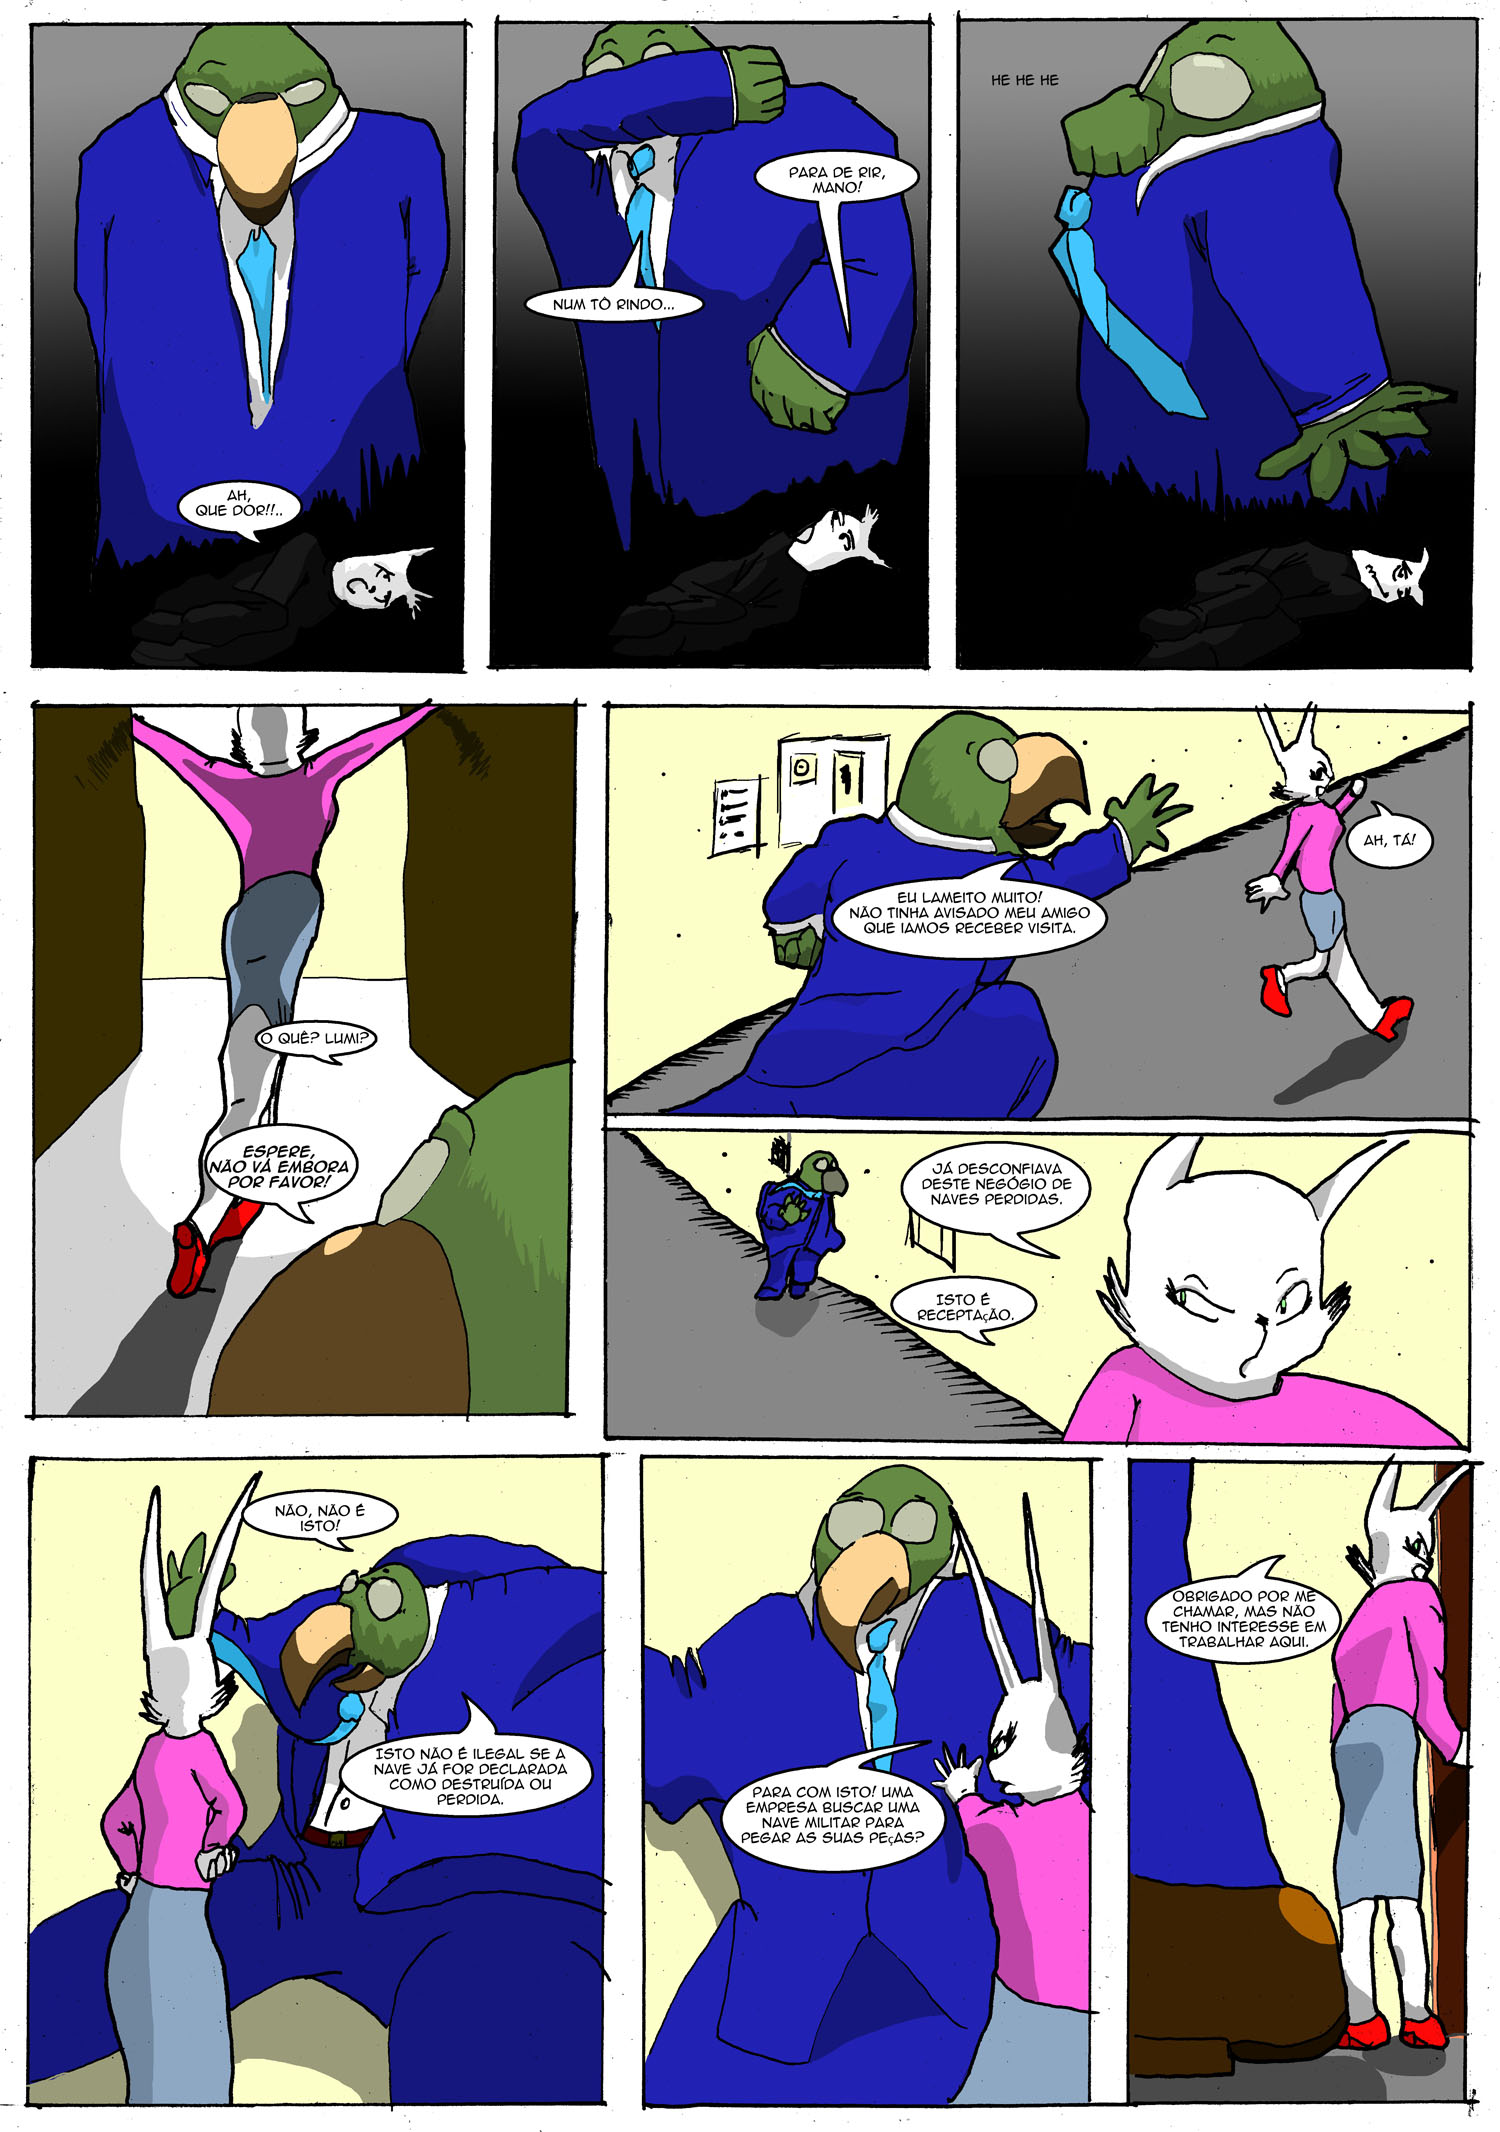 AH,
QUE DOR!!..
PARA DE RIR,
MANO!
NUM TÔ RINDO...
HE HE HE
O QUÊ? LUMI?
ESPERE,
NÃO VÁ EMBORA
POR FAVOR!
EU LAMEITO MUITO!
NÃO TINHA AVISADO MEU AMIGO
QUE IAMOS RECEBER VISITA.
AH, TÁ!
JÁ DESCONFIAVA
DESTE NEGÓGIO DE
NAVES PERDIDAS.
ISTO É
RECEPTAÇÃO.
NÃO, NÃO É
ISTO!
ISTO NÃO É ILEGAL SE A
NAVE JÁ FOR DECLARADA
COMO DESTRUÍDA OU
PERDIDA.
PARA COM ISTO! UMA
EMPRESA BUSCAR UMA
NAVE MILITAR PARA
PEGAR AS SUAS PEÇAS?
OBRIGADO POR ME
CHAMAR, MAS NÃO
TENHO INTERESSE EM
TRABALHAR AQUI.